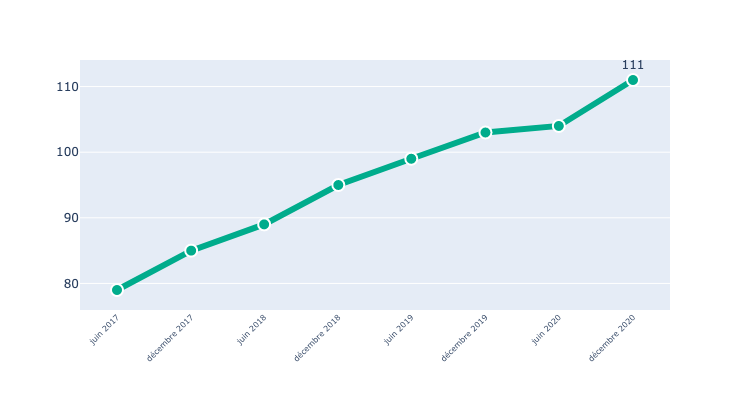 111
110
100
90
80
juin 2017
décembre 2017
juin 2018
décembre 2018
juin 2019
décembre 2019
juin 2020
décembre 2020